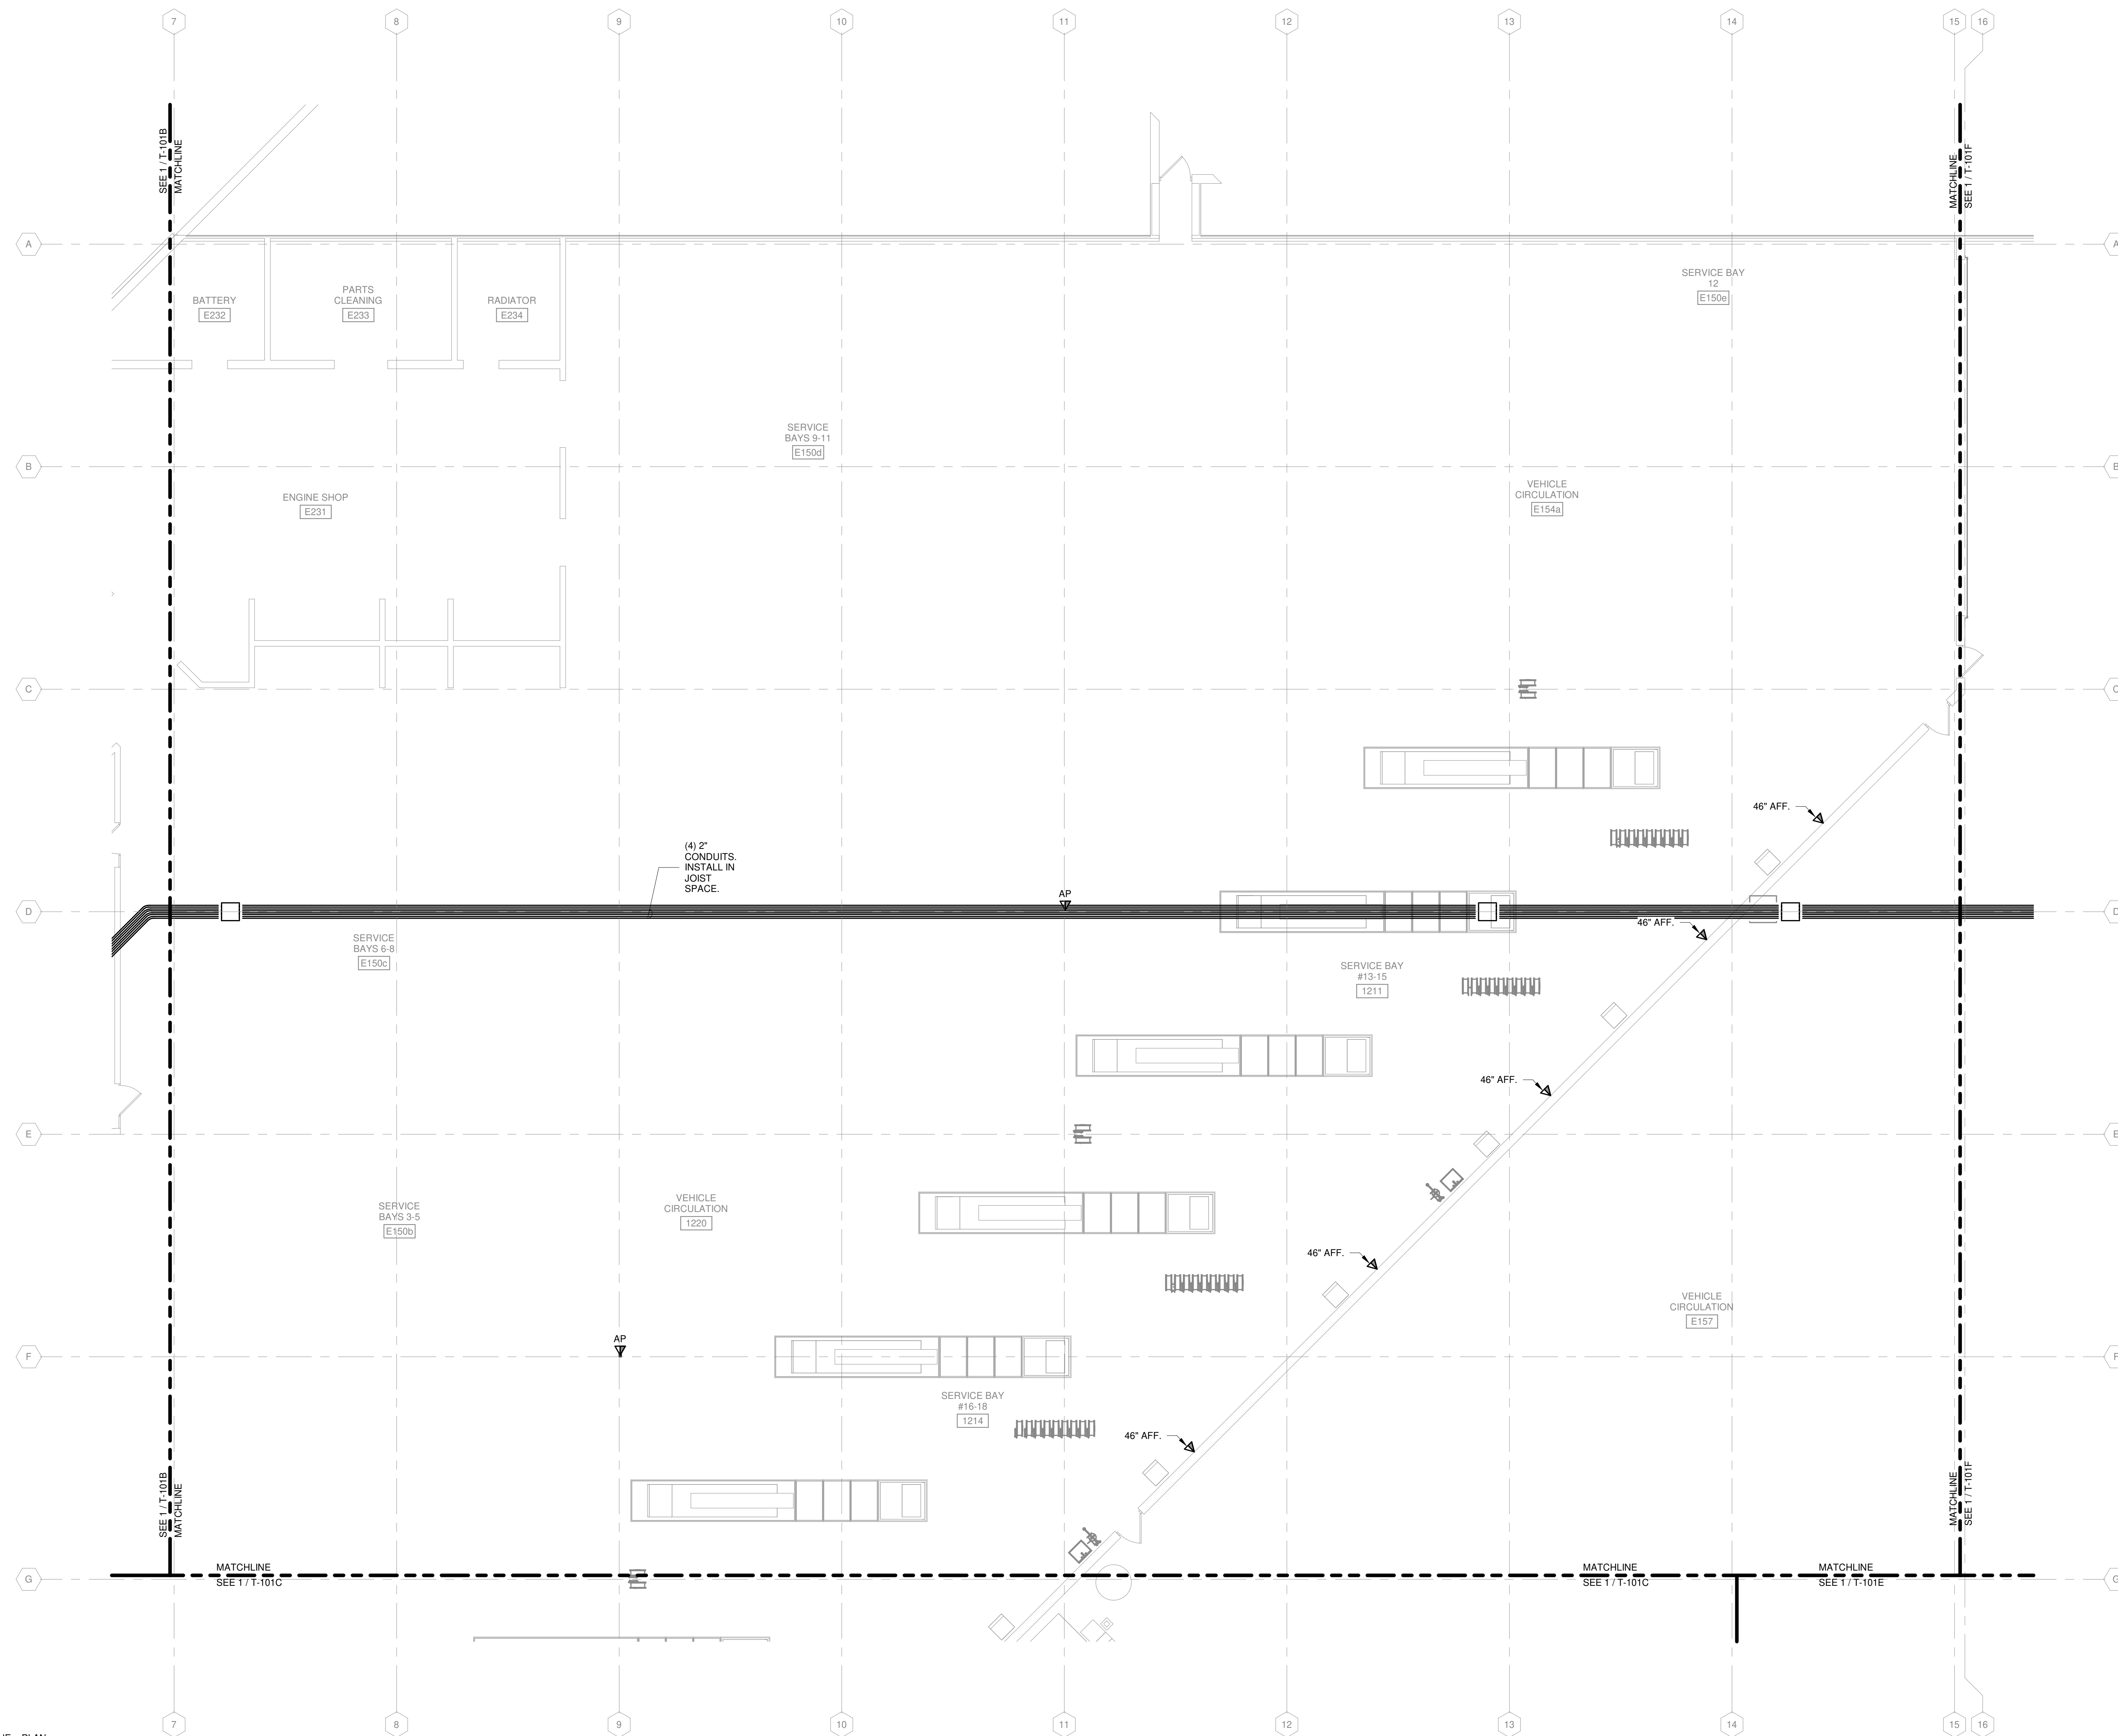 7
8
9
10
11
12
13
14
15
16
SEE 1 / T-101B
MATCHLINE
MATCHLINE
SEE 1 / T-101F
A
A
BATTERY
E232
PARTS
CLEANING
E233
RADIATOR
E234
SERVICE BAY
12
E150e
SERVICE
BAYS 9-11
E150d
B
B
ENGINE SHOP
E231
VEHICLE
CIRCULATION
E154a
C
C
46" AFF.
(4) 2"
CONDUITS.
INSTALL IN
JOIST
SPACE.
AP
D
D
46" AFF.
SERVICE
BAYS 6-8
E150c
SERVICE BAY
#13-15
1211
46" AFF.
E
E
SERVICE
BAYS 3-5
E150b
VEHICLE
CIRCULATION
1220
46" AFF.
VEHICLE
CIRCULATION
E157
AP
F
F
SERVICE BAY
#16-18
1214
46" AFF.
SEE 1 / T-101B
MATCHLINE
MATCHLINE
SEE 1 / T-101F
G
G
MATCHLINE
SEE 1 / T-101C
MATCHLINE
SEE 1 / T-101C
MATCHLINE
SEE 1 / T-101E
7
8
9
10
11
12
13
14
15
16